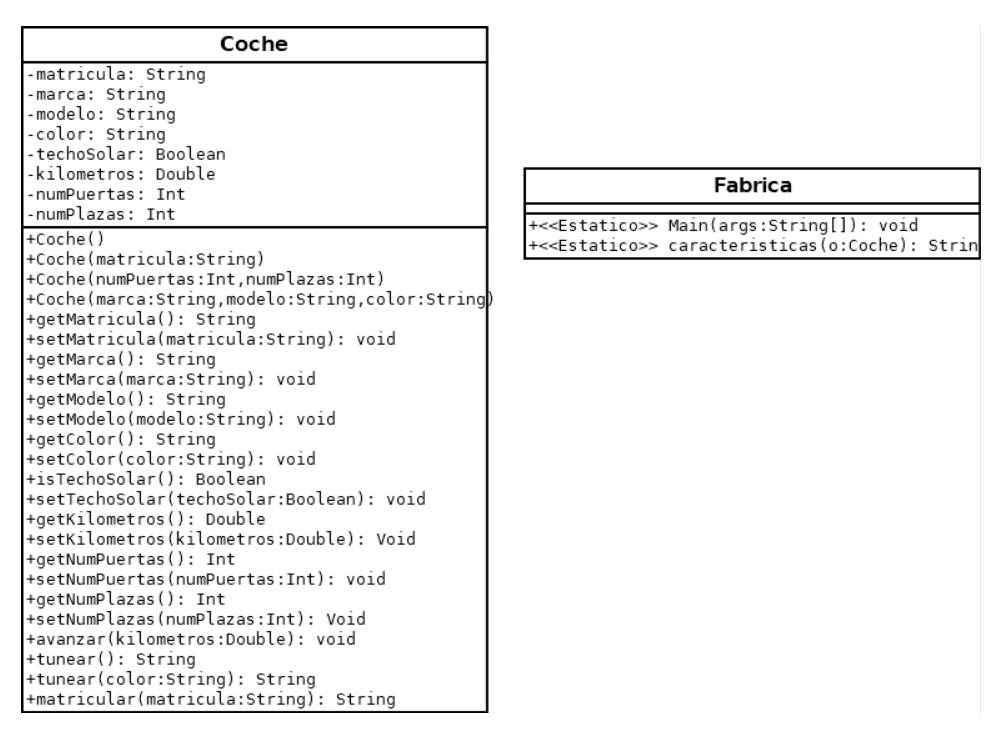 Coche
-matricula: String
-marca: String
-modelo: String
-color: String
-techoSolar: Boolean
-kilometros: Double
-numPuertas: Int
-numPlazas: Int
+Coche()
+Coche(matricula:String)
+Coche(numPuertas:Int,numPlazas:Int)
+Coche(marca:String,modelo:String,color:String)
+getMatricula(): String
+setMatricula(matricula:String): void
+getMarca(): String
+setMarca(marca:String): void
+getModelo(): String
+setModelo(modelo:String): void
+getColor(): String
+setColor(color:String): void
+isTechoSolar(): Boolean
+setTechoSolar(techoSolar:Boolean): void
+getKilometros(): Double
+setKilometros(kilometros:Double): Void
+getNumPuertas(): Int
+setNumPuertas(numPuertas:Int): void
+getNumPlazas(): Int
+setNumPlazas(numPlazas:Int): Void
+avanzar(kilometros:Double): void
+tunear(): String
+tunear(color:String): String
+matricular(matricula:String): String
Fabrica
+<<Estatico>> Main(args:String[]): void
+<<Estatico>> caracteristicas(o:Coche): Strin